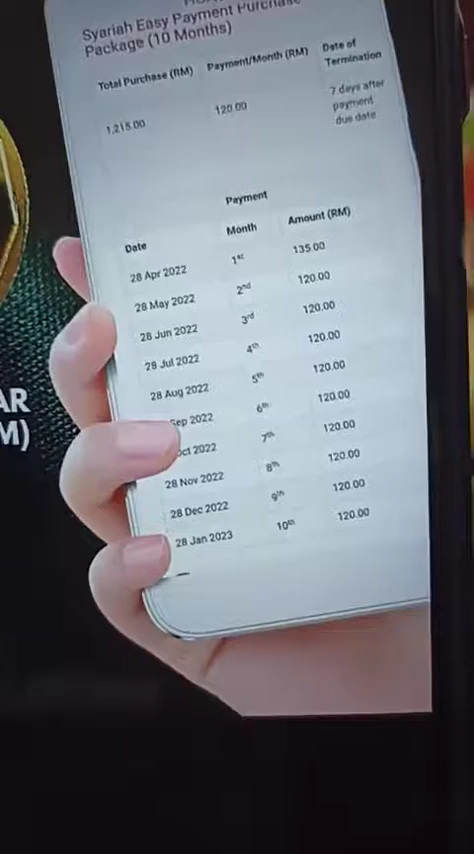 Syariah Easy Payment Purchase
Package (10 Months)
Total Purchase (RM) Payment/Month (RM) Date of Termination
1,215.00 120.00 7 days after payment due date
Payment
Date Month Amount (RM)
28 Apr 2022 1st 135.00
28 May 2022 2nd 120.00
28 Jun 2022 3rd 120.00
28 Jul 2022 4th 120.00
28 Aug 2022 5th 120.00
Sep 2022 6th 120.00
Oct 2022 7th 120.00
28 Nov 2022 8th 120.00
28 Dec 2022 9th 120.00
28 Jan 2023 10th 120.00
AR
M)